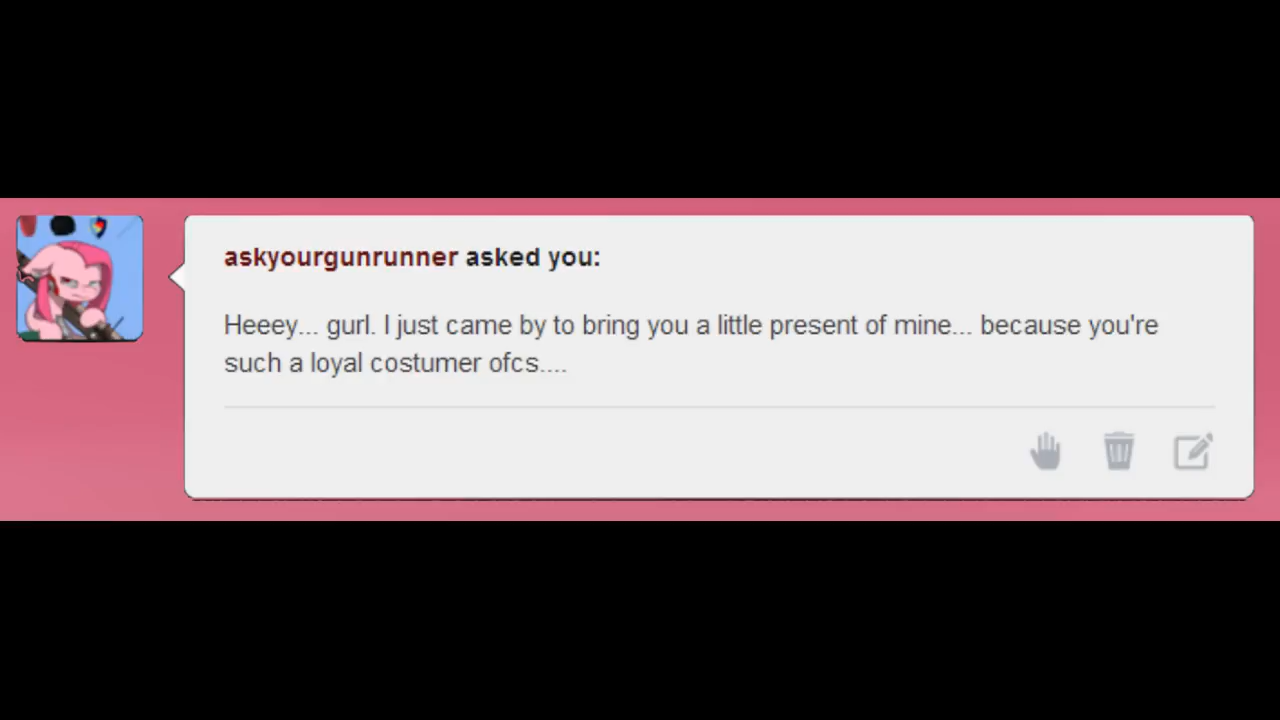 askyourgunrunner asked you:
Heeey... gurl. I just came by to bring you a little present of mine... because you're
such a loyal costumer ofcs....